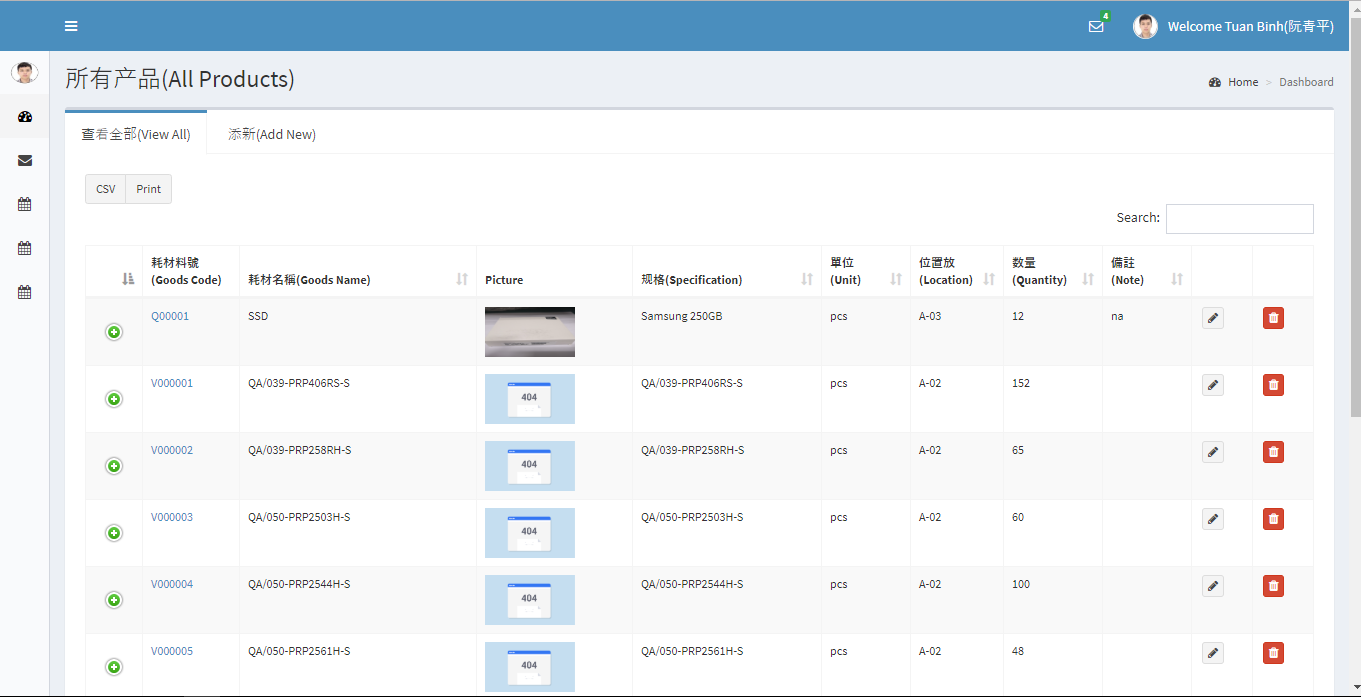 4
Welcome Tuan Binh(阮青平)
所有产品(All Products)
Home > Dashboard
查看全部(View All) 添新(Add New)
CSV Print
Search:
耗材料號 (Goods Code) 耗材名稱(Goods Name) Picture 规格(Specification) 單位 (Unit) 位置放 (Location) 数量 (Quantity) 備註 (Note)
Q00001 SSD Samsung 250GB pcs A-03 12 na
V000001 QA/039-PRP406RS-S 404 QA/039-PRP406RS-S pcs A-02 152
V000002 QA/039-PRP258RH-S 404 QA/039-PRP258RH-S pcs A-02 65
V000003 QA/050-PRP2503H-S 404 QA/050-PRP2503H-S pcs A-02 60
V000004 QA/050-PRP2544H-S 404 QA/050-PRP2544H-S pcs A-02 100
V000005 QA/050-PRP2561H-S 404 QA/050-PRP2561H-S pcs A-02 48